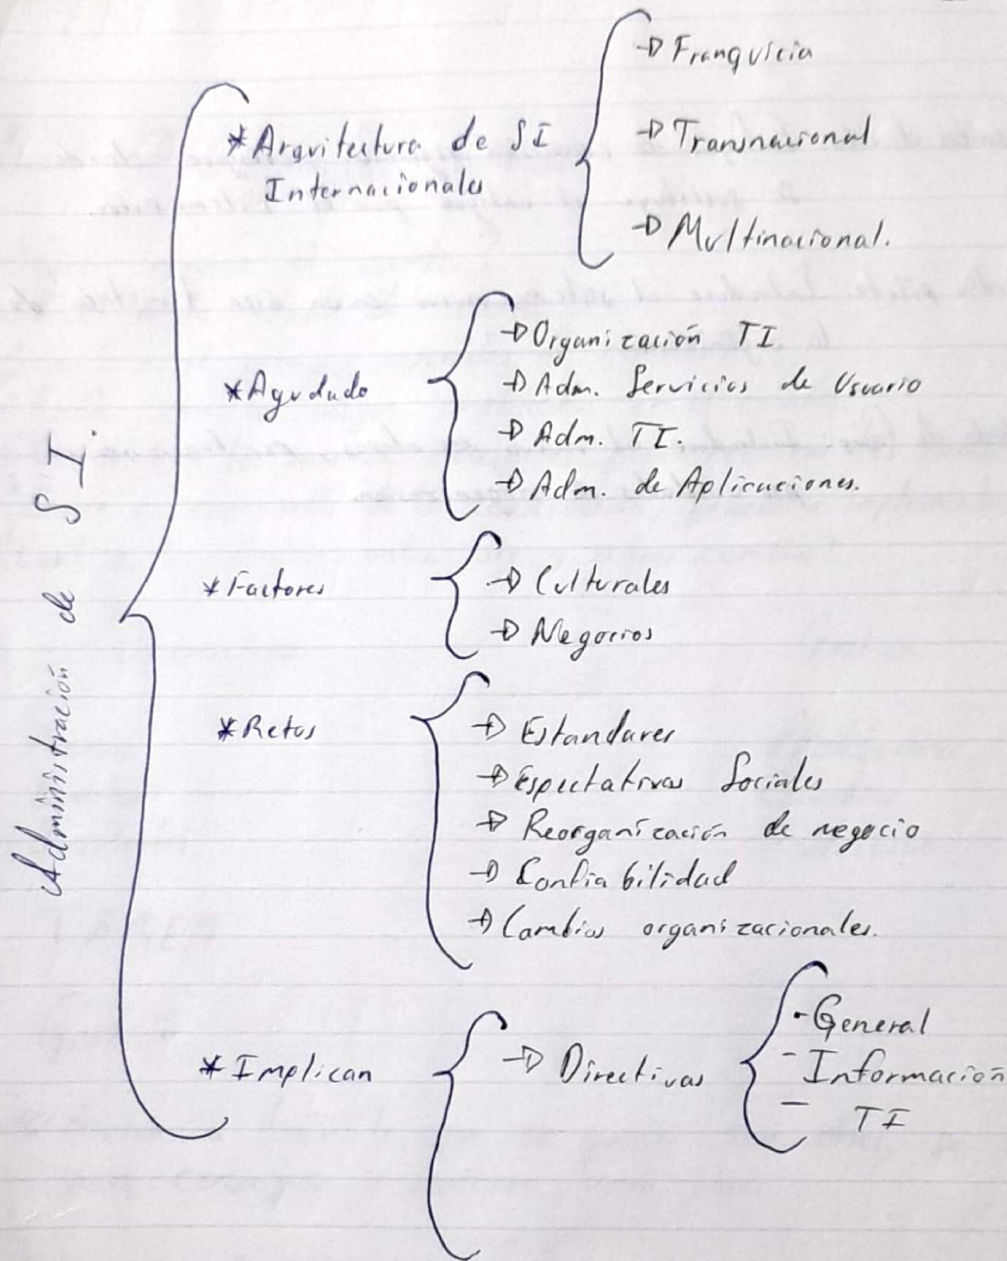 Administración de SI.
*Arquitectura de SI
Internacionales
→ Franquicia
→ Transnacional
→ Multinacional.
*Ayudado
→ Organización TI
→ Adm. Servicios de Usuario
→ Adm. TI.
→ Adm. de Aplicaciones.
*Factores
→ Culturales
→ Negocios
*Retos
→ Estandares
→ Espectativas Sociales
→ Reorganización de negocio
→ Confiabilidad
→ Cambios organizacionales.
*Implican
→ Directivas
- General
- Información
- TI